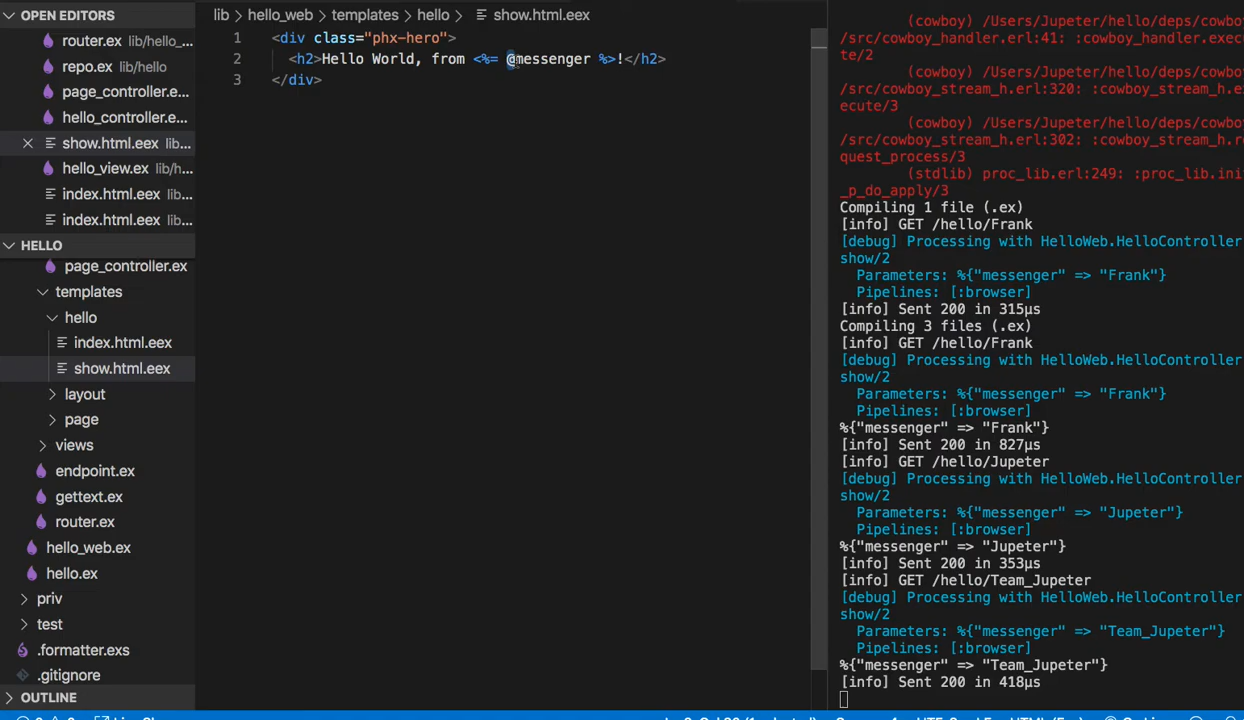 OPEN EDITORS
router.ex lib/hello_...
repo.ex lib/hello
page_controller.e...
hello_controller.e...
show.html.eex lib...
hello_view.ex lib/h...
index.html.eex lib...
index.html.eex lib...
HELLO
page_controller.ex
templates
hello
index.html.eex
show.html.eex
layout
page
views
endpoint.ex
gettext.ex
router.ex
hello_web.ex
hello.ex
priv
test
.formatter.exs
.gitignore
OUTLINE
lib > hello_web > templates > hello > show.html.eex
1 <div class="phx-hero">
2 <h2>Hello World, from <%= @messenger %>!</h2>
3 </div>
(cowboy) /Users/Jupeter/hello/deps/cowbo
/src/cowboy_handler.erl:41: :cowboy_handler.exec
te/2
(cowboy) /Users/Jupeter/hello/deps/cowbo
/src/cowboy_stream_h.erl:320: :cowboy_stream_h.e
ecute/3
(cowboy) /Users/Jupeter/hello/deps/cowbo
/src/cowboy_stream_h.erl:302: :cowboy_stream_h.r
quest_process/3
(stdlib) proc_lib.erl:249: :proc_lib.ini
_p_do_apply/3
Compiling 1 file (.ex)
[info] GET /hello/Frank
[debug] Processing with HelloWeb.HelloController
show/2
Parameters: %{"messenger" => "Frank"}
Pipelines: [:browser]
[info] Sent 200 in 315µs
Compiling 3 files (.ex)
[info] GET /hello/Frank
[debug] Processing with HelloWeb.HelloController
show/2
Parameters: %{"messenger" => "Frank"}
Pipelines: [:browser]
%{"messenger" => "Frank"}
[info] Sent 200 in 827µs
[info] GET /hello/Jupeter
[debug] Processing with HelloWeb.HelloController
show/2
Parameters: %{"messenger" => "Jupeter"}
Pipelines: [:browser]
%{"messenger" => "Jupeter"}
[info] Sent 200 in 353µs
[info] GET /hello/Team_Jupeter
[debug] Processing with HelloWeb.HelloController
show/2
Parameters: %{"messenger" => "Team_Jupeter"}
Pipelines: [:browser]
%{"messenger" => "Team_Jupeter"}
[info] Sent 200 in 418µs